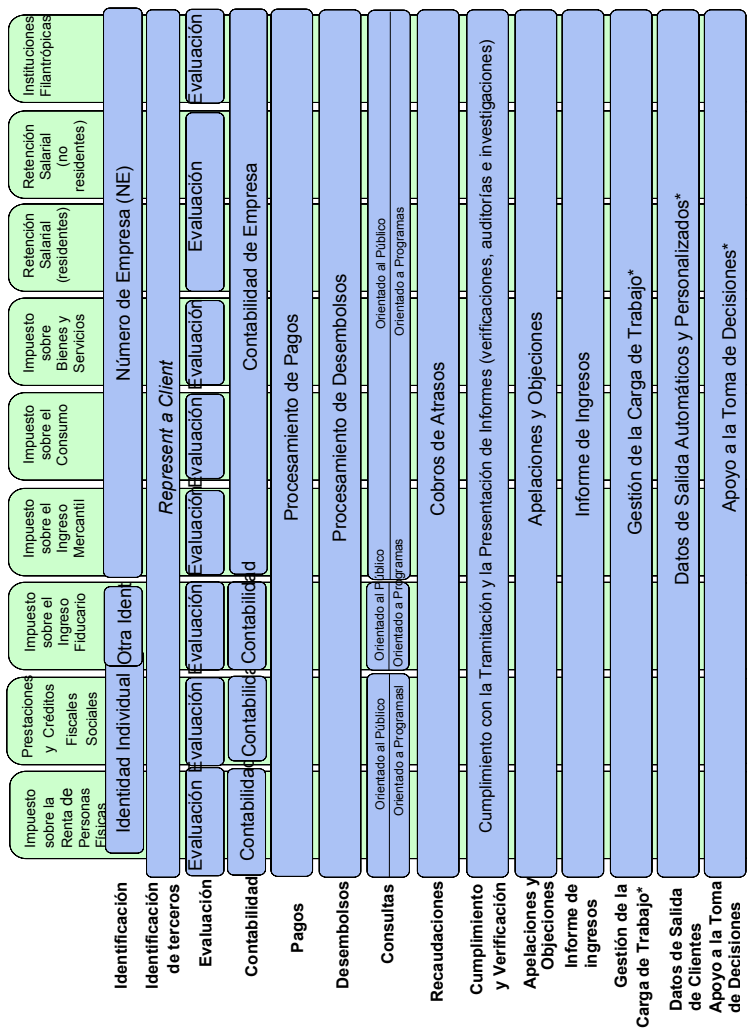 Impuesto
sobre la
Renta de
Personas
Físicas
Prestaciones
y Créditos
Fiscales
Sociales
Impuesto
sobre el
Ingreso
Fiducario
Impuesto
sobre el
Ingreso
Mercantil
Impuesto
sobre el
Consumo
Impuesto
sobre
Bienes y
Servicios
Retención
Salarial
(residentes)
Retención
Salarial
(no
residentes)
Instituciones
Filantrópicas
Identificación
Identidad Individual
Otra Ident
Número de Empresa (NE)
Identificación
de terceros
Represent a Client
Evaluación
Evaluación
Evaluación
Evaluación
Evaluación
Evaluación
Evaluación
Evaluación
Evaluación
Contabilidad
Contabilidad
Contabilida
Contabilidad
Contabilidad de Empresa
Pagos
Procesamiento de Pagos
Desembolsos
Procesamiento de Desembolsos
Consultas
Orientado al Público
Orientado a Programasl
Orientado al Público
Orientado a Programas
Orientado al Público
Orientado a Programas
Recaudaciones
Cobros de Atrasos
Cumplimiento
y Verificación
Cumplimiento con la Tramitación y la Presentación de Informes (verificaciones, auditorías e investigaciones)
Apelaciones y
Objeciones
Apelaciones y Objeciones
Informe de
ingresos
Informe de Ingresos
Gestión de la
Carga de Trabajo*
Gestión de la Carga de Trabajo*
Datos de Salida
de Clientes
Datos de Salida Automáticos y Personalizados*
Apoyo a la Toma
de Decisiones
Apoyo a la Toma de Decisiones*